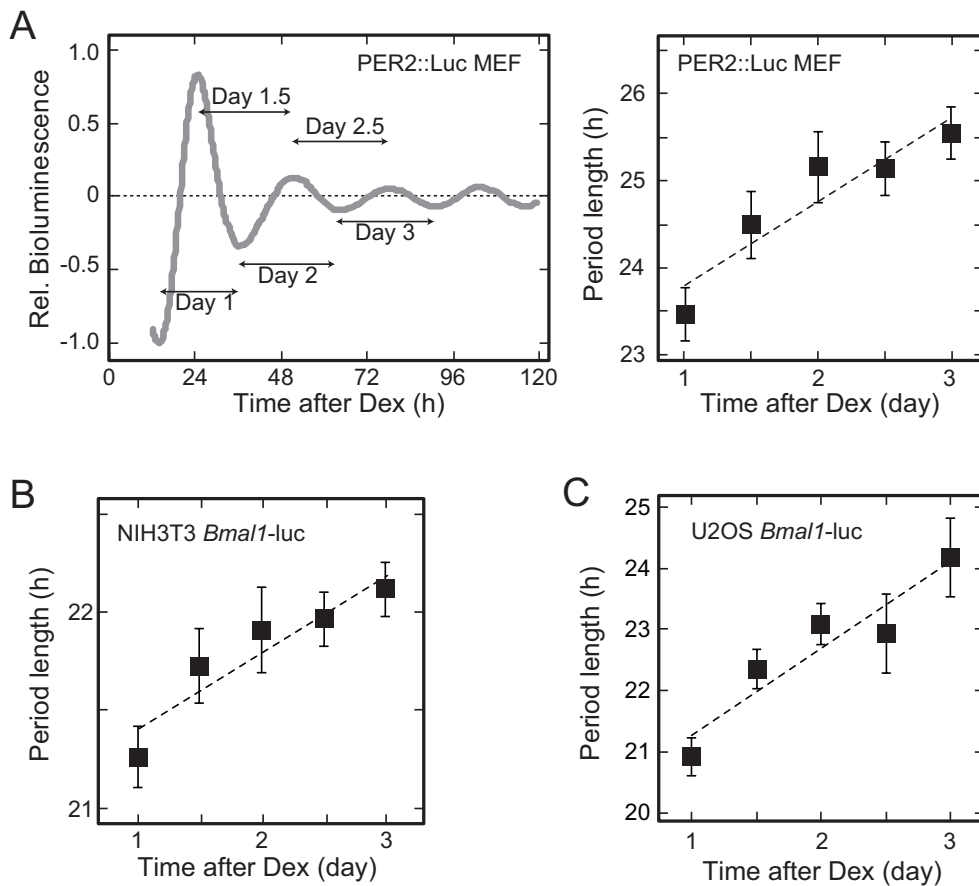 A
Rel. Bioluminescence
1.0
0.5
0
-0.5
-1.0
PER2::Luc MEF
Day 1.5
Day 2.5
Day 3
Day 2
Day 1
0 24 48 72 96 120
Time after Dex (h)
PER2::Luc MEF
Period length (h)
26
25
24
23
1 2 3
Time after Dex (day)
B
NIH3T3 Bmal1-luc
Period length (h)
22
21
1 2 3
Time after Dex (day)
C
U2OS Bmal1-luc
Period length (h)
25
24
23
22
21
20
1 2 3
Time after Dex (day)